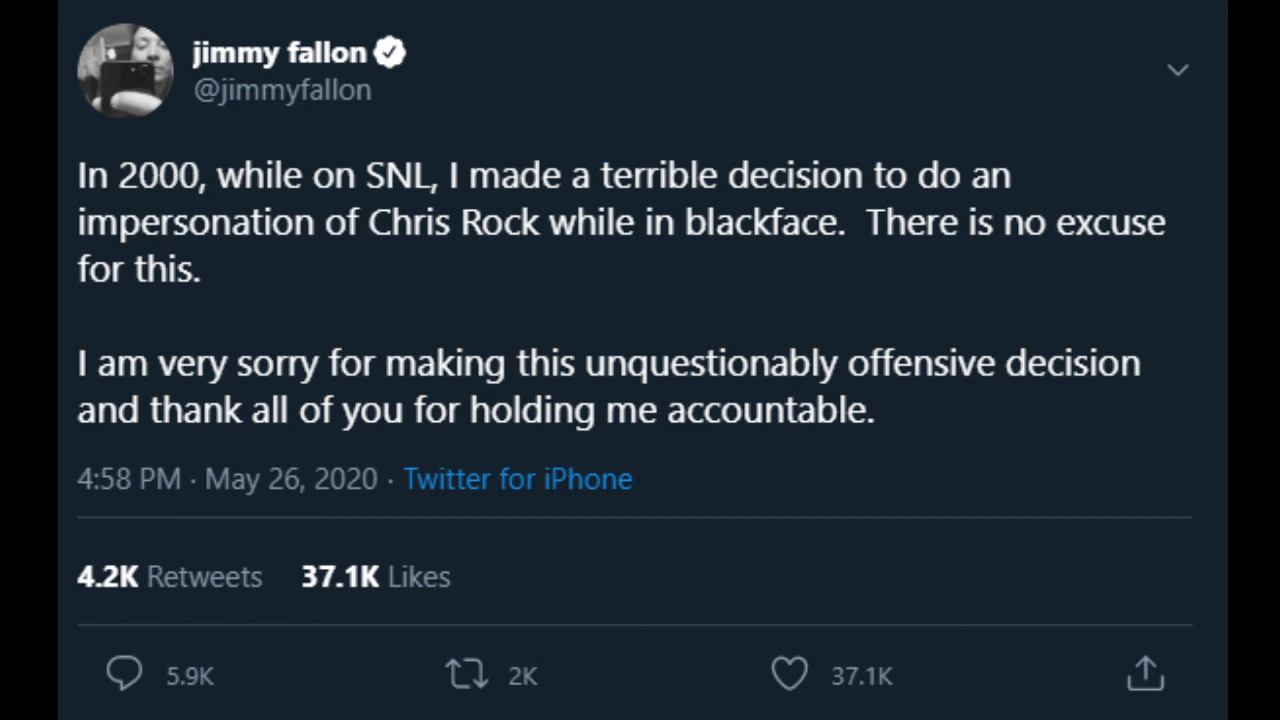 jimmy fallon
@jimmyfallon
In 2000, while on SNL, I made a terrible decision to do an
impersonation of Chris Rock while in blackface.  There is no excuse
for this.
I am very sorry for making this unquestionably offensive decision
and thank all of you for holding me accountable.
4:58 PM · May 26, 2020 · Twitter for iPhone
4.2K Retweets 37.1K Likes
5.9K 2K 37.1K